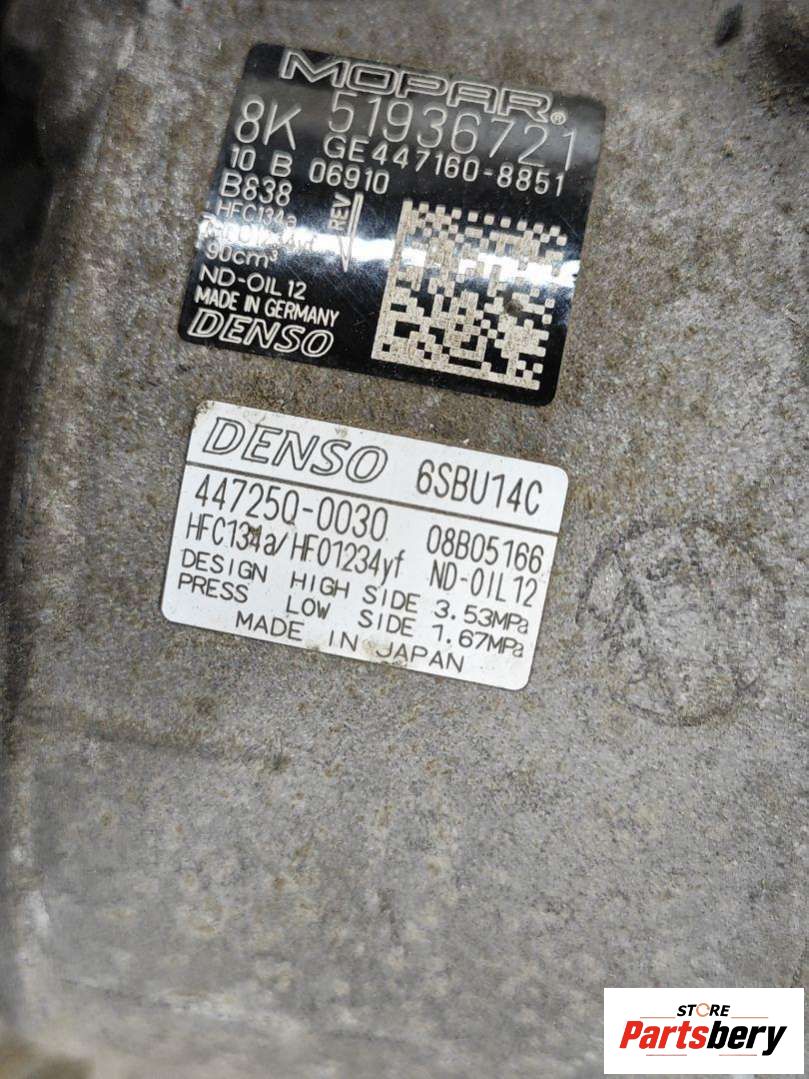 MOPAR®
8K 51936721
GE447160-8851
10 B 06910
B838
HFC134a
HFO1234yf
90cm³
REV
ND-OIL 12
MADE IN GERMANY
DENSO
DENSO 6SBU14C
447250-0030 08B05166
HFC134a/HFO1234yf ND-OIL12
DESIGN HIGH SIDE 3.53MPa
PRESS LOW SIDE 1.67MPa
MADE IN JAPAN
STORE
Partsbery